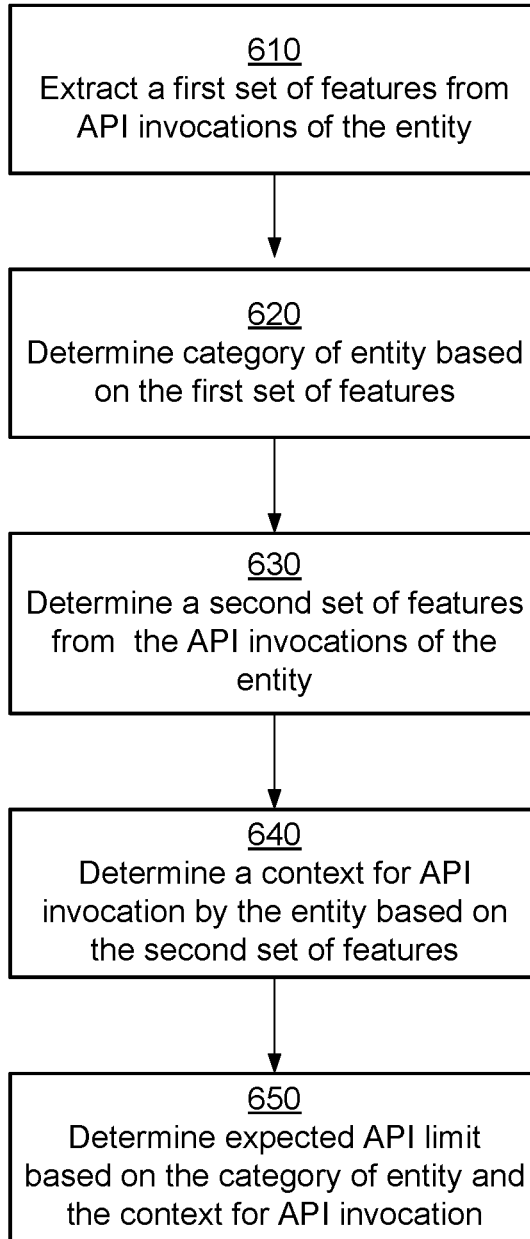 610
Extract a first set of features from
API invocations of the entity
620
Determine category of entity based
on the first set of features
630
Determine a second set of features
from the API invocations of the
entity
640
Determine a context for API
invocation by the entity based on
the second set of features
650
Determine expected API limit
based on the category of entity and
the context for API invocation